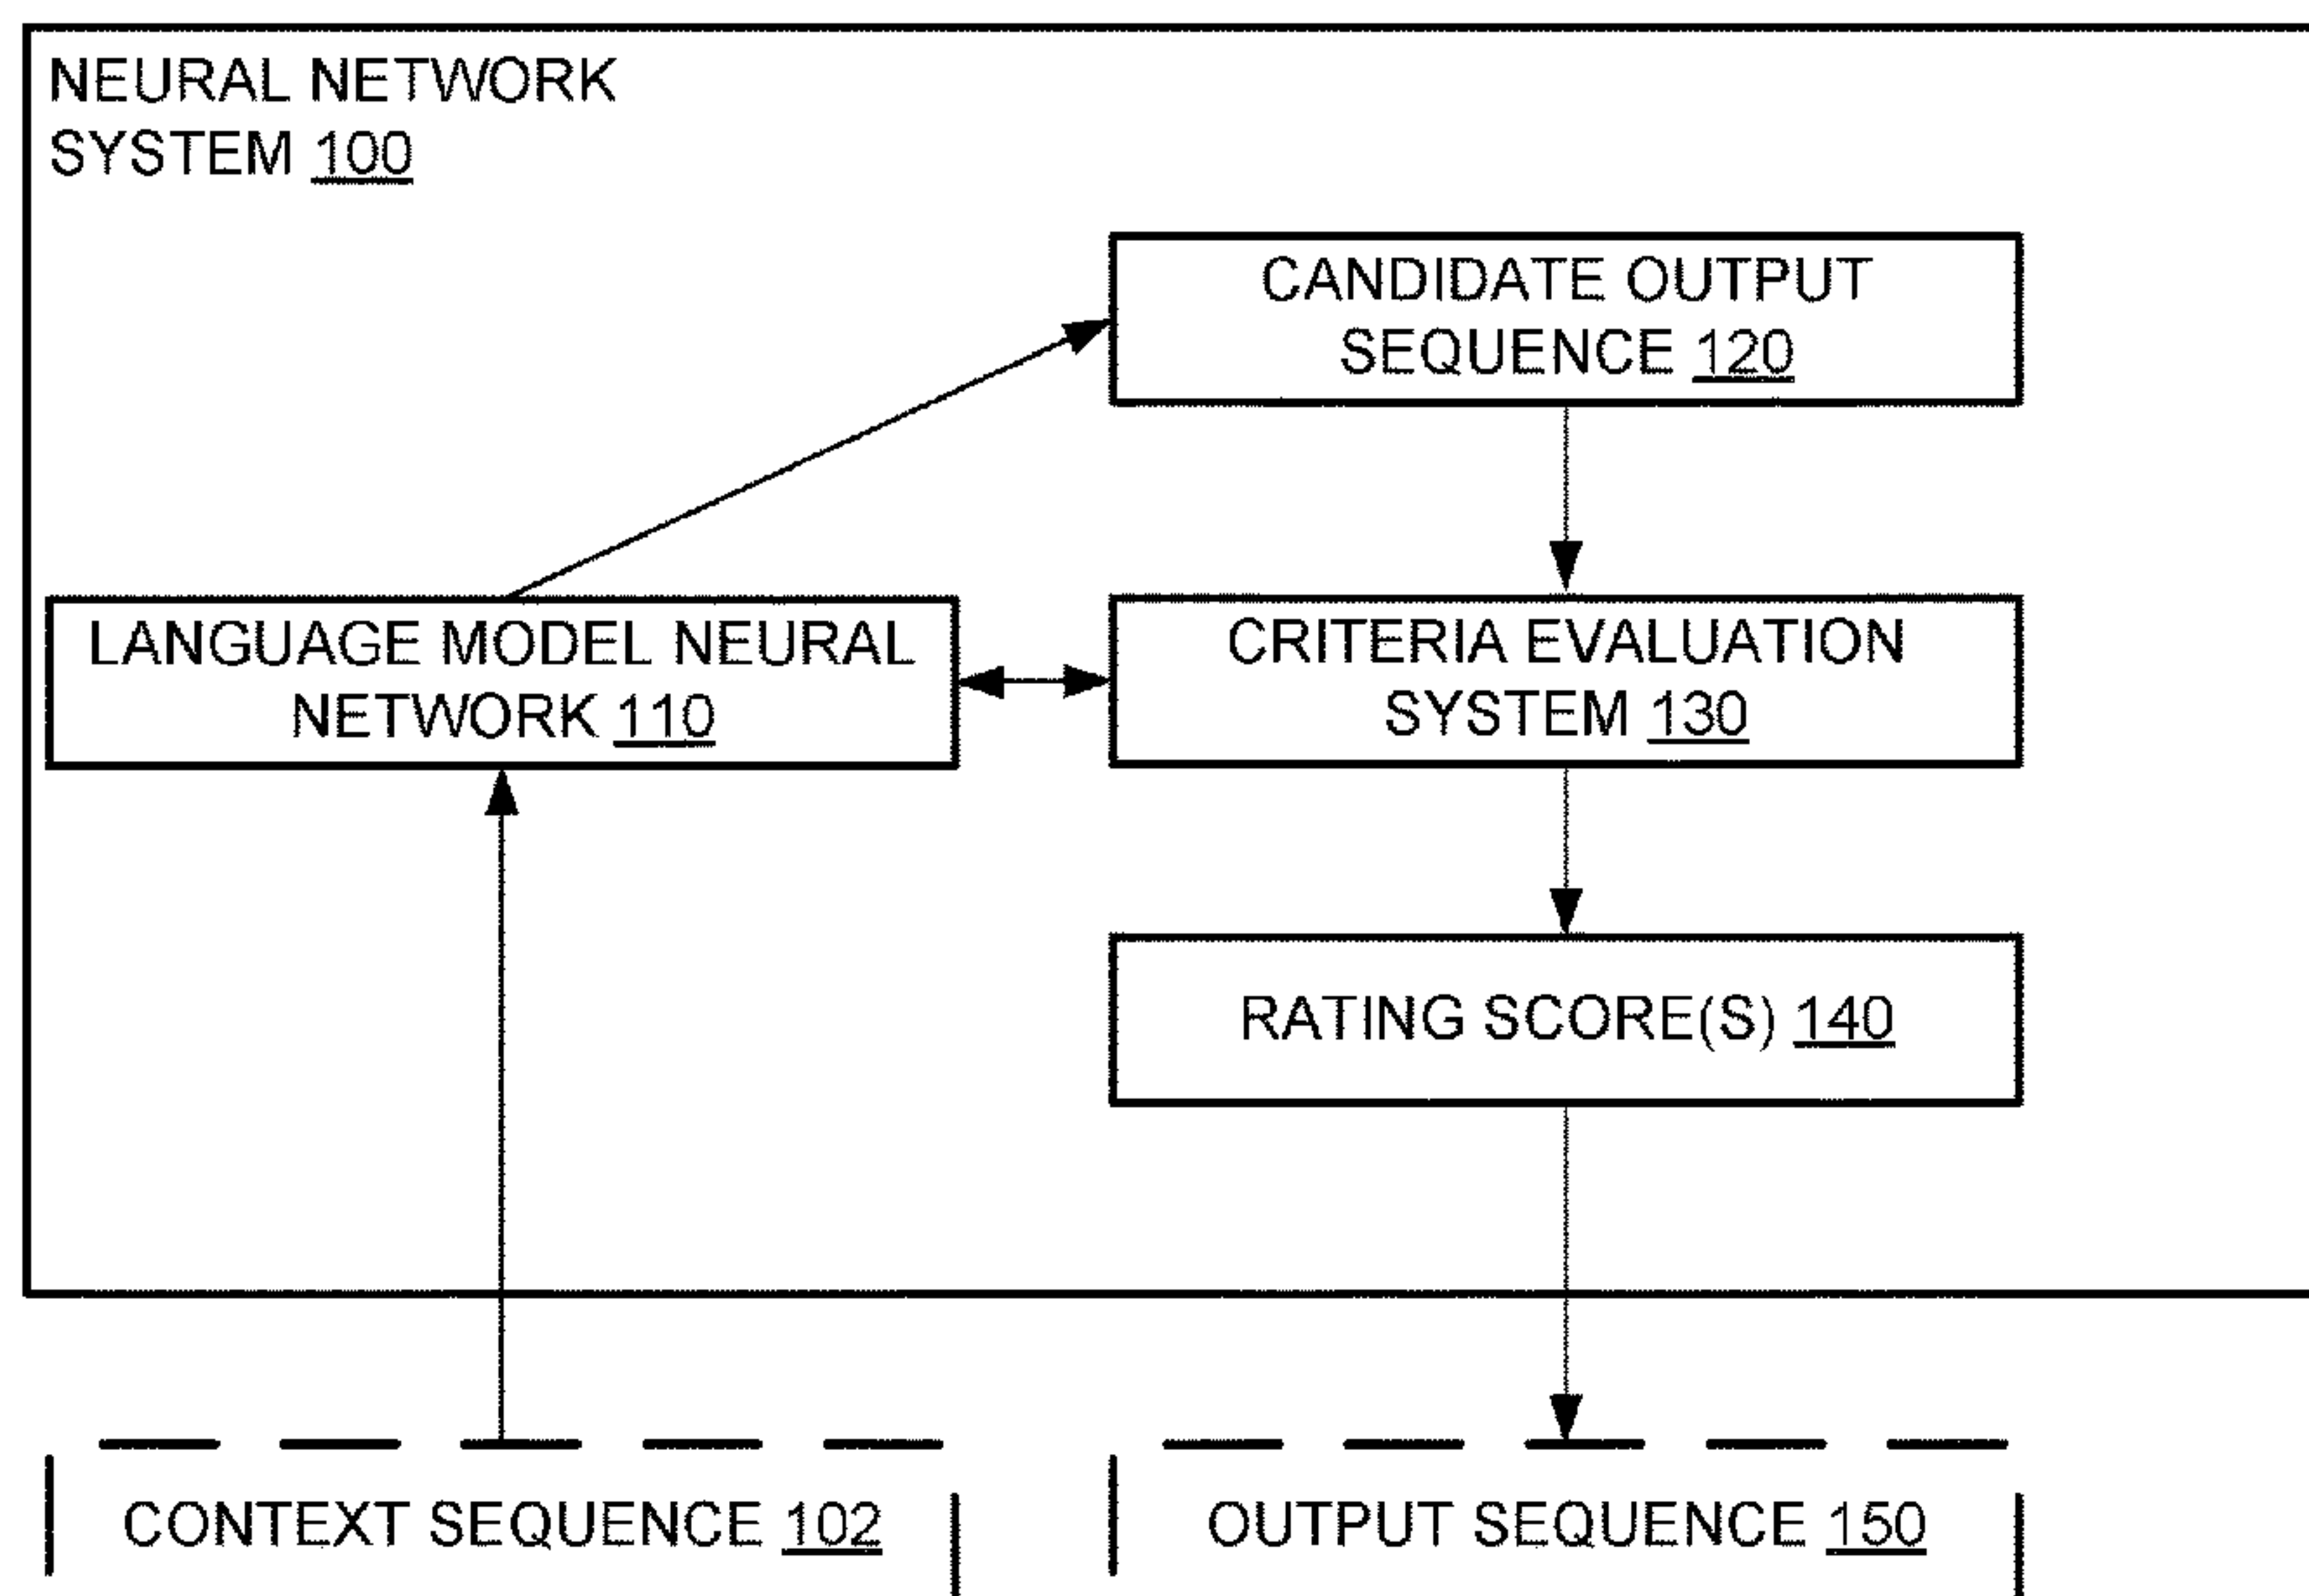 NEURAL NETWORK
SYSTEM 100
CANDIDATE OUTPUT
SEQUENCE 120
LANGUAGE MODEL NEURAL
NETWORK 110
CRITERIA EVALUATION
SYSTEM 130
RATING SCORE(S) 140
CONTEXT SEQUENCE 102
OUTPUT SEQUENCE 150